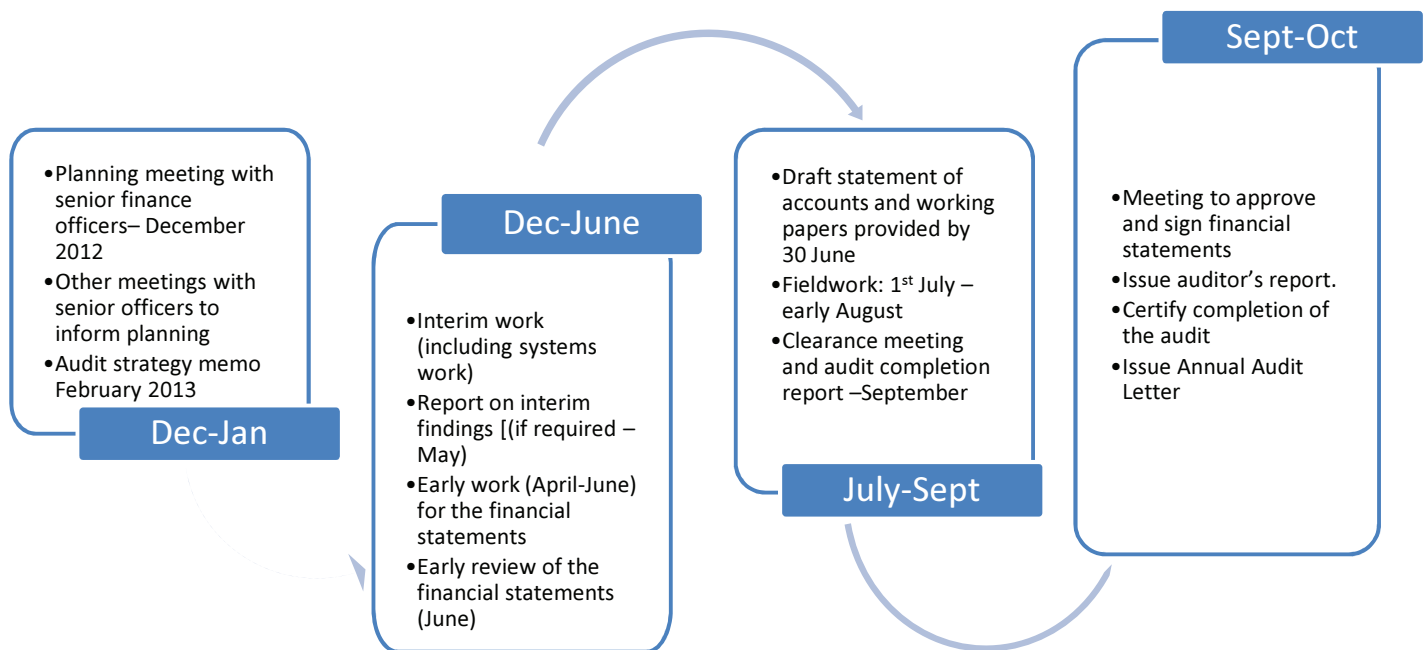 •Planning meeting with
senior finance
officers– December
2012
•Other meetings with
senior officers to
inform planning
•Audit strategy memo
February 2013
Dec-Jan
Dec-June
•Interim work
(including systems
work)
•Report on interim
findings [(if required –
May)
•Early work (April-June)
for the financial
statements
•Early review of the
financial statements
(June)
•Draft statement of
accounts and working
papers provided by
30 June
•Fieldwork: 1st July –
early August
•Clearance meeting
and audit completion
report –September
July-Sept
Sept-Oct
•Meeting to approve
and sign financial
statements
•Issue auditor’s report.
•Certify completion of
the audit
•Issue Annual Audit
Letter